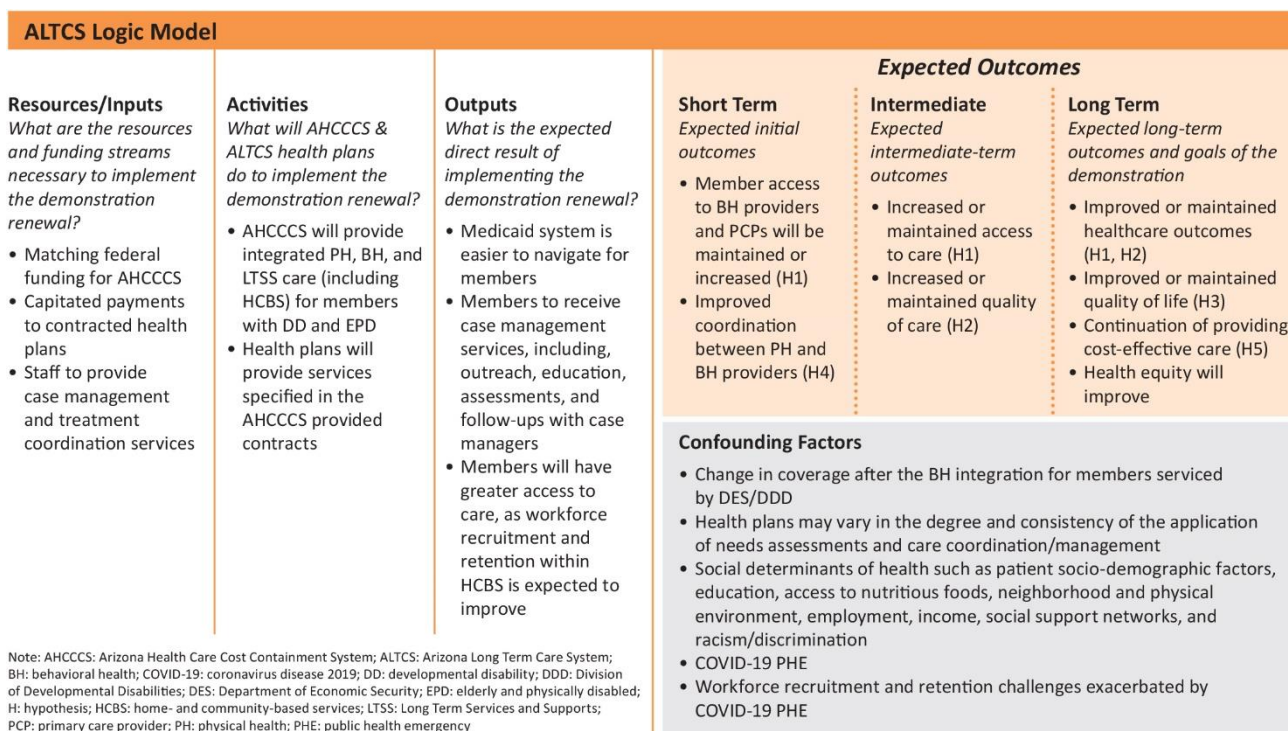 ALTCS Logic Model
Resources/Inputs
What are the resources
and funding streams
necessary to implement
the demonstration
renewal?
• Matching federal
funding for AHCCCS
• Capitated payments
to contracted health
plans
• Staff to provide
case management
and treatment
coordination services
Activities
What will AHCCCS &
ALTCS health plans
do to implement the
demonstration renewal?
• AHCCCS will provide
integrated PH, BH, and
LTSS care (including
HCBS) for members
with DD and EPD
• Health plans will
provide services
specified in the
AHCCCS provided
contracts
Outputs
What is the expected
direct result of
implementing the
demonstration renewal?
• Medicaid system is
easier to navigate for
members
• Members to receive
case management
services, including,
outreach, education,
assessments, and
follow-ups with case
managers
• Members will have
greater access to
care, as workforce
recruitment and
retention within
HCBS is expected to
improve
Expected Outcomes
Short Term
Expected initial
outcomes
• Member access
to BH providers
and PCPs will be
maintained or
increased (H1)
• Improved
coordination
between PH and
BH providers (H4)
Intermediate
Expected
intermediate-term
outcomes
• Increased or
maintained access
to care (H1)
• Increased or
maintained quality
of care (H2)
Long Term
Expected long-term
outcomes and goals of the
demonstration
• Improved or maintained
healthcare outcomes
(H1, H2)
• Improved or maintained
quality of life (H3)
• Continuation of providing
cost-effective care (H5)
• Health equity will
improve
Confounding Factors
• Change in coverage after the BH integration for members serviced
by DES/DDD
• Health plans may vary in the degree and consistency of the application
of needs assessments and care coordination/management
• Social determinants of health such as patient socio-demographic factors,
education, access to nutritious foods, neighborhood and physical
environment, employment, income, social support networks, and
racism/discrimination
• COVID-19 PHE
• Workforce recruitment and retention challenges exacerbated by
COVID-19 PHE
Note: AHCCCS: Arizona Health Care Cost Containment System; ALTCS: Arizona Long Term Care System;
BH: behavioral health; COVID-19: coronavirus disease 2019; DD: developmental disability; DDD: Division
of Developmental Disabilities; DES: Department of Economic Security; EPD: elderly and physically disabled;
H: hypothesis; HCBS: home- and community-based services; LTSS: Long Term Services and Supports;
PCP: primary care provider; PH: physical health; PHE: public health emergency